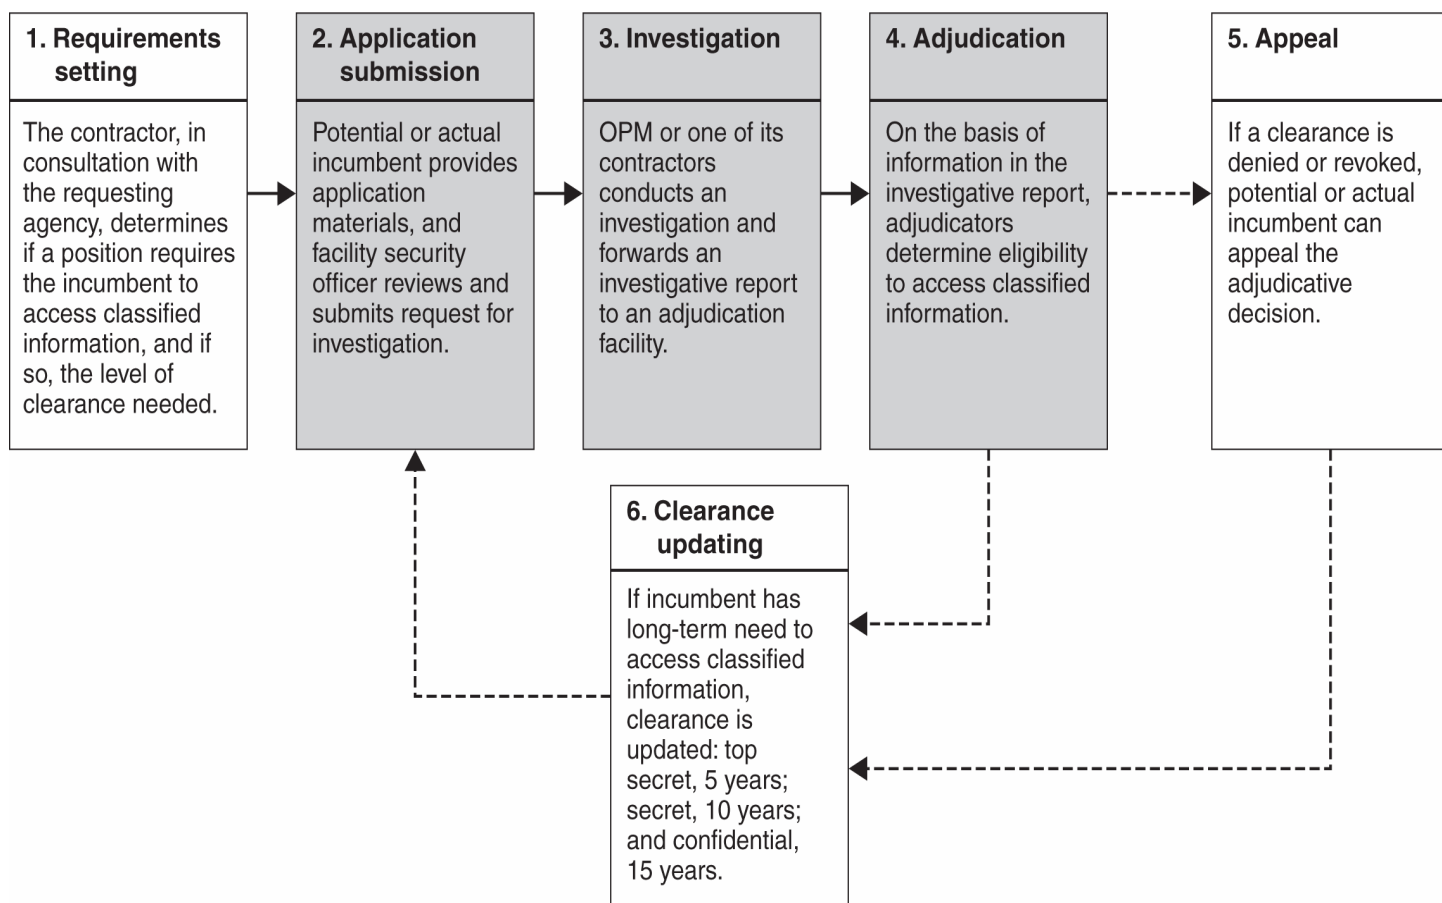 1. Requirements
setting
The contractor, in
consultation with
the requesting
agency, determines
if a position requires
the incumbent to
access classified
information, and if
so, the level of
clearance needed.
2. Application
submission
Potential or actual
incumbent provides
application
materials, and
facility security
officer reviews and
submits request for
investigation.
3. Investigation
OPM or one of its
contractors
conducts an
investigation and
forwards an
investigative report
to an adjudication
facility.
4. Adjudication
On the basis of
information in the
investigative report,
adjudicators
determine eligibility
to access classified
information.
5. Appeal
If a clearance is
denied or revoked,
potential or actual
incumbent can
appeal the
adjudicative
decision.
6. Clearance
updating
If incumbent has
long-term need to
access classified
information,
clearance is
updated: top
secret, 5 years;
secret, 10 years;
and confidential,
15 years.